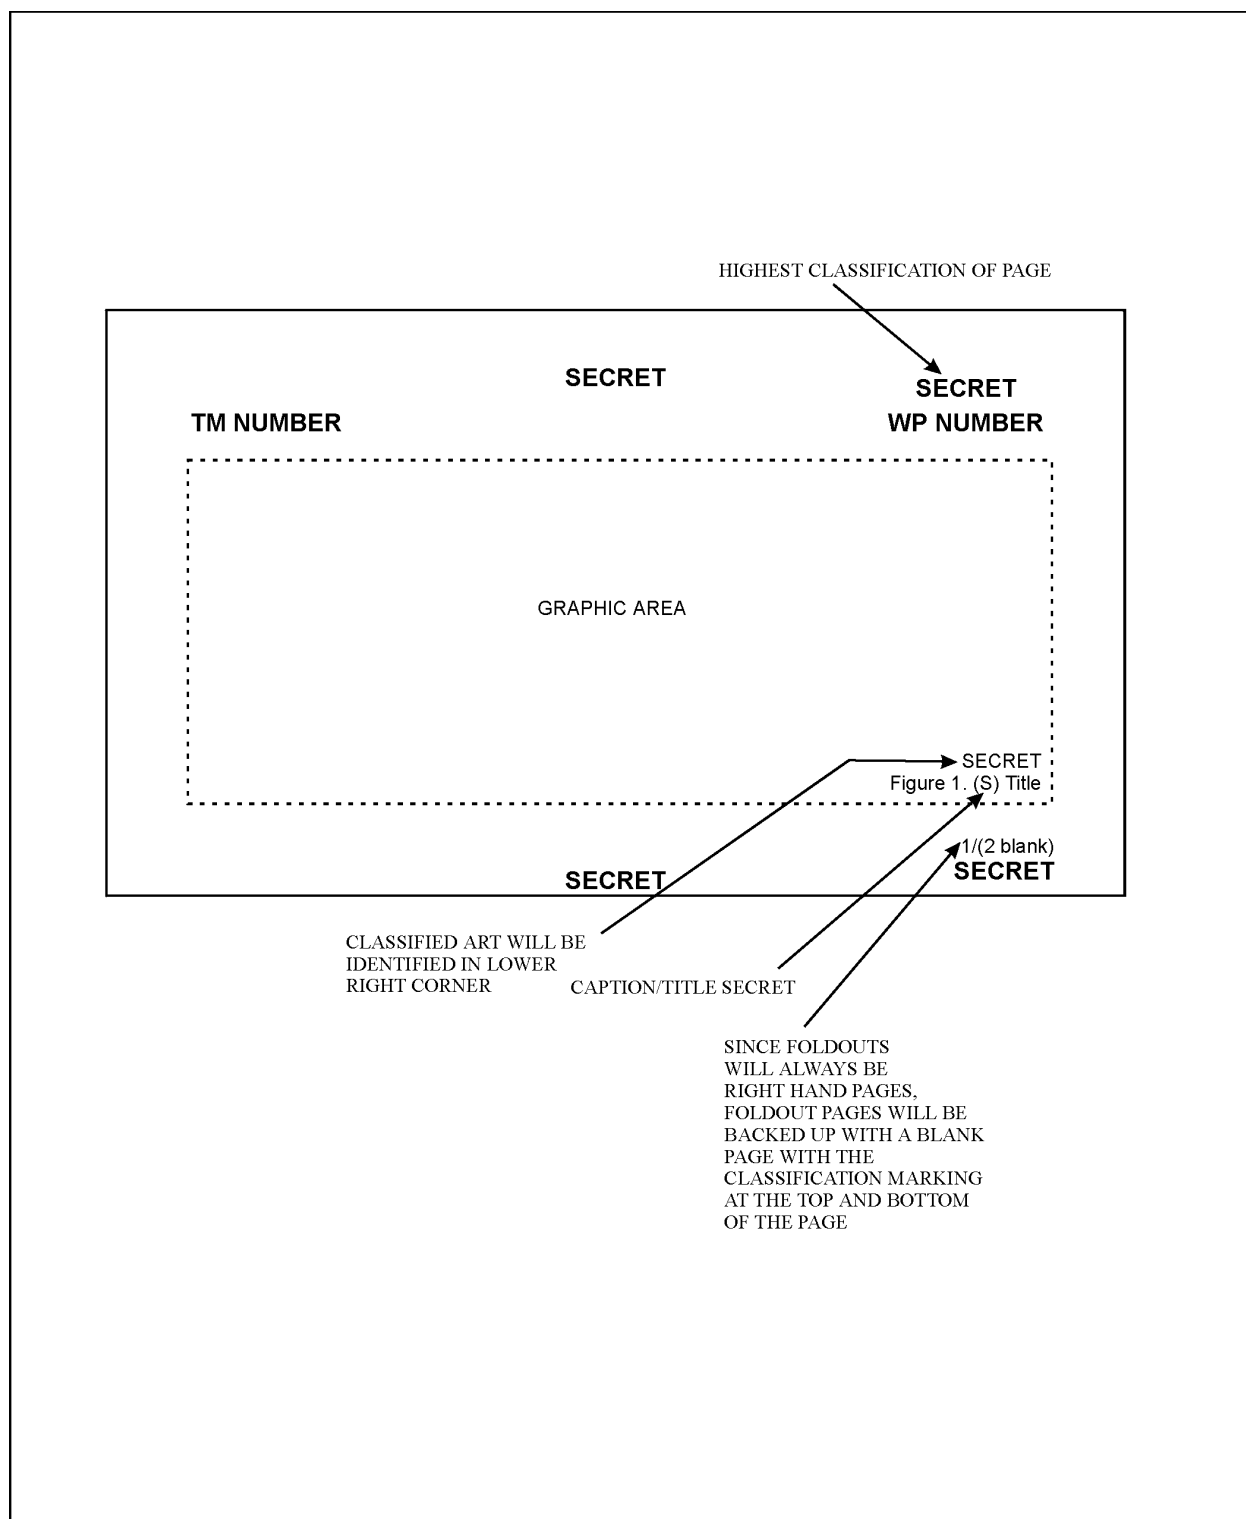 HIGHEST CLASSIFICATION OF PAGE
SECRET
SECRET
TM NUMBER
WP NUMBER
GRAPHIC AREA
SECRET
Figure 1. (S) Title
1/(2 blank)
SECRET
SECRET
CLASSIFIED ART WILL BE
IDENTIFIED IN LOWER
RIGHT CORNER
CAPTION/TITLE SECRET
SINCE FOLDOUTS
WILL ALWAYS BE
RIGHT HAND PAGES,
FOLDOUT PAGES WILL BE
BACKED UP WITH A BLANK
PAGE WITH THE
CLASSIFICATION MARKING
AT THE TOP AND BOTTOM
OF THE PAGE